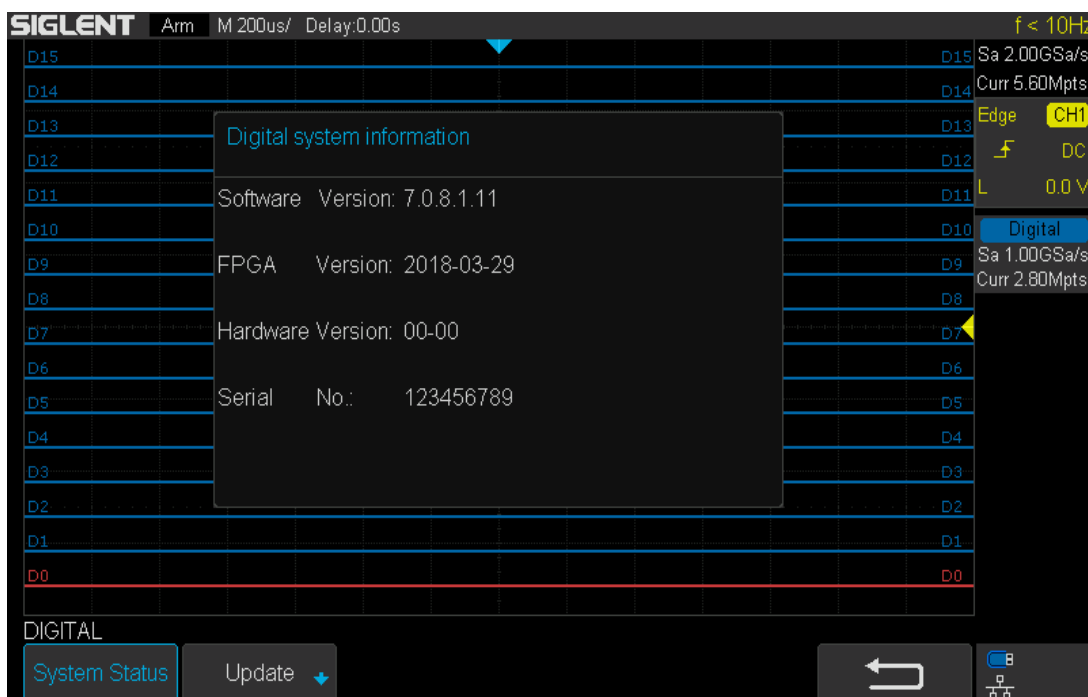 SIGLENT Arm M 200us/ Delay:0.00s f < 10Hz
D15 D15 Sa 2.00GSa/s
D14 D14 Curr 5.60Mpts
D13 D13 Edge CH1
Digital system information
D12 D12 DC
D11 Software Version: 7.0.8.1.11 D11 L 0.0 V
D10 D10 Digital
D9 FPGA Version: 2018-03-29 D9 Sa 1.00GSa/s
Curr 2.80Mpts
D8 D8
D7 Hardware Version: 00-00 D7
D6 D6
D5 Serial No.: 123456789 D5
D4 D4
D3 D3
D2 D2
D1 D1
D0 D0
DIGITAL
System Status Update